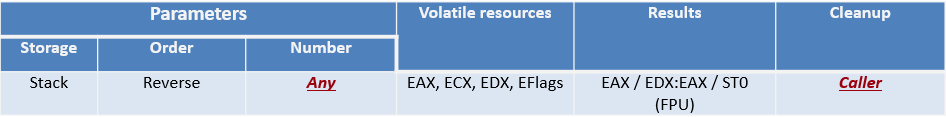 Parameters Volatile resources Results Cleanup
Storage Order Number
Stack Reverse Any EAX, ECX, EDX, EFlags EAX / EDX:EAX / ST0 Caller
(FPU)